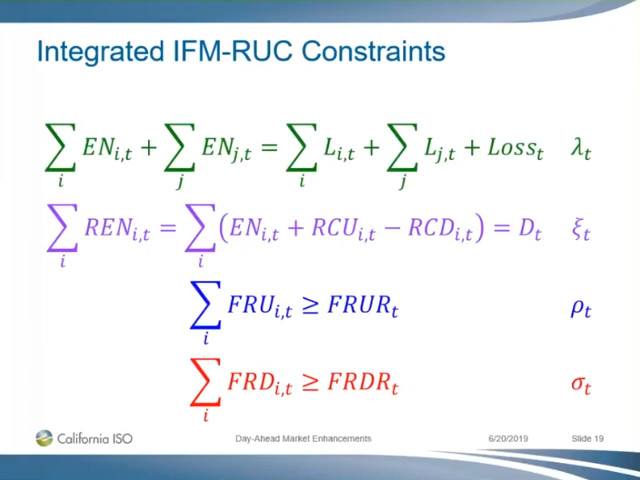 Integrated IFM-RUC Constraints
∑_i EN_{i,t} + ∑_j EN_{j,t} = ∑_i L_{i,t} + ∑_j L_{j,t} + Loss_t λ_t
∑_i REN_{i,t} = ∑_i (EN_{i,t} + RCU_{i,t} − RCD_{i,t}) = D_t ξ_t
∑_i FRU_{i,t} ≥ FRUR_t ρ_t
∑_i FRD_{i,t} ≥ FRDR_t σ_t
California ISO Day-Ahead Market Enhancements 6/20/2019 Slide 19